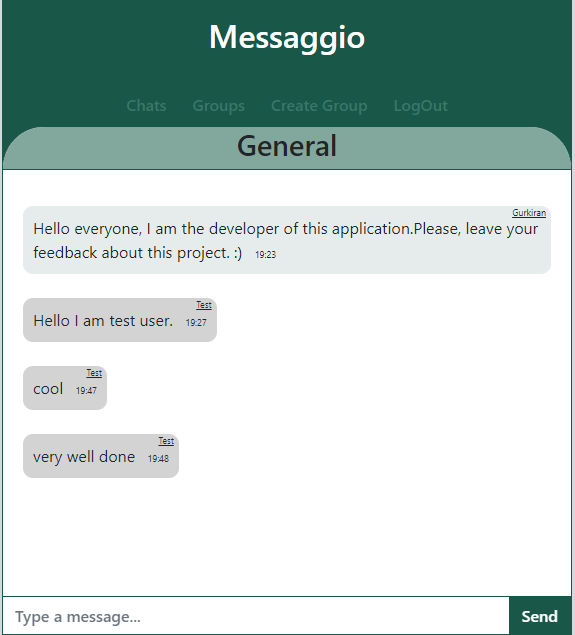 Messaggio
Chats Groups Create Group LogOut
General
Gurkiran
Hello everyone, I am the developer of this application.Please, leave your
feedback about this project. :) 19:23
Test
Hello I am test user. 19:27
Test
cool 19:47
Test
very well done 19:48
Type a message... Send